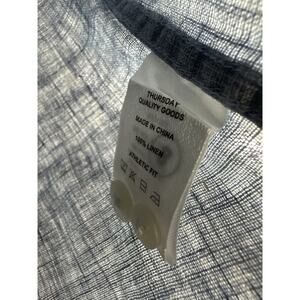 THURSDAY
QUALITY GOODS
MADE IN CHINA
100% LINEN
ATHLETIC FIT